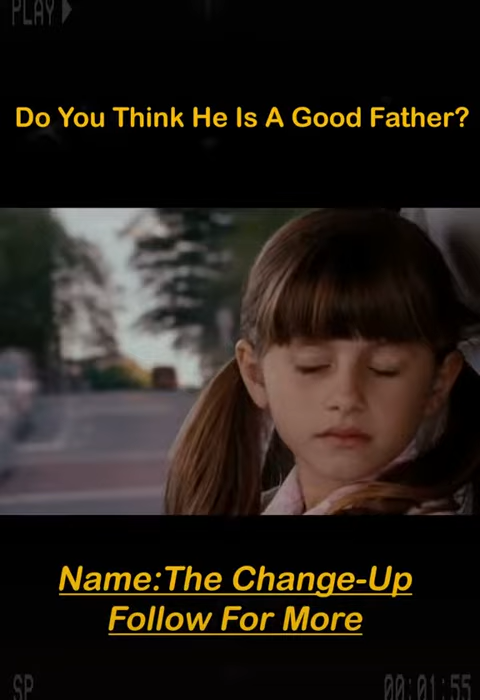 PLAY
Do You Think He Is A Good Father?
Name:The Change-Up
Follow For More
SP
00:01:55